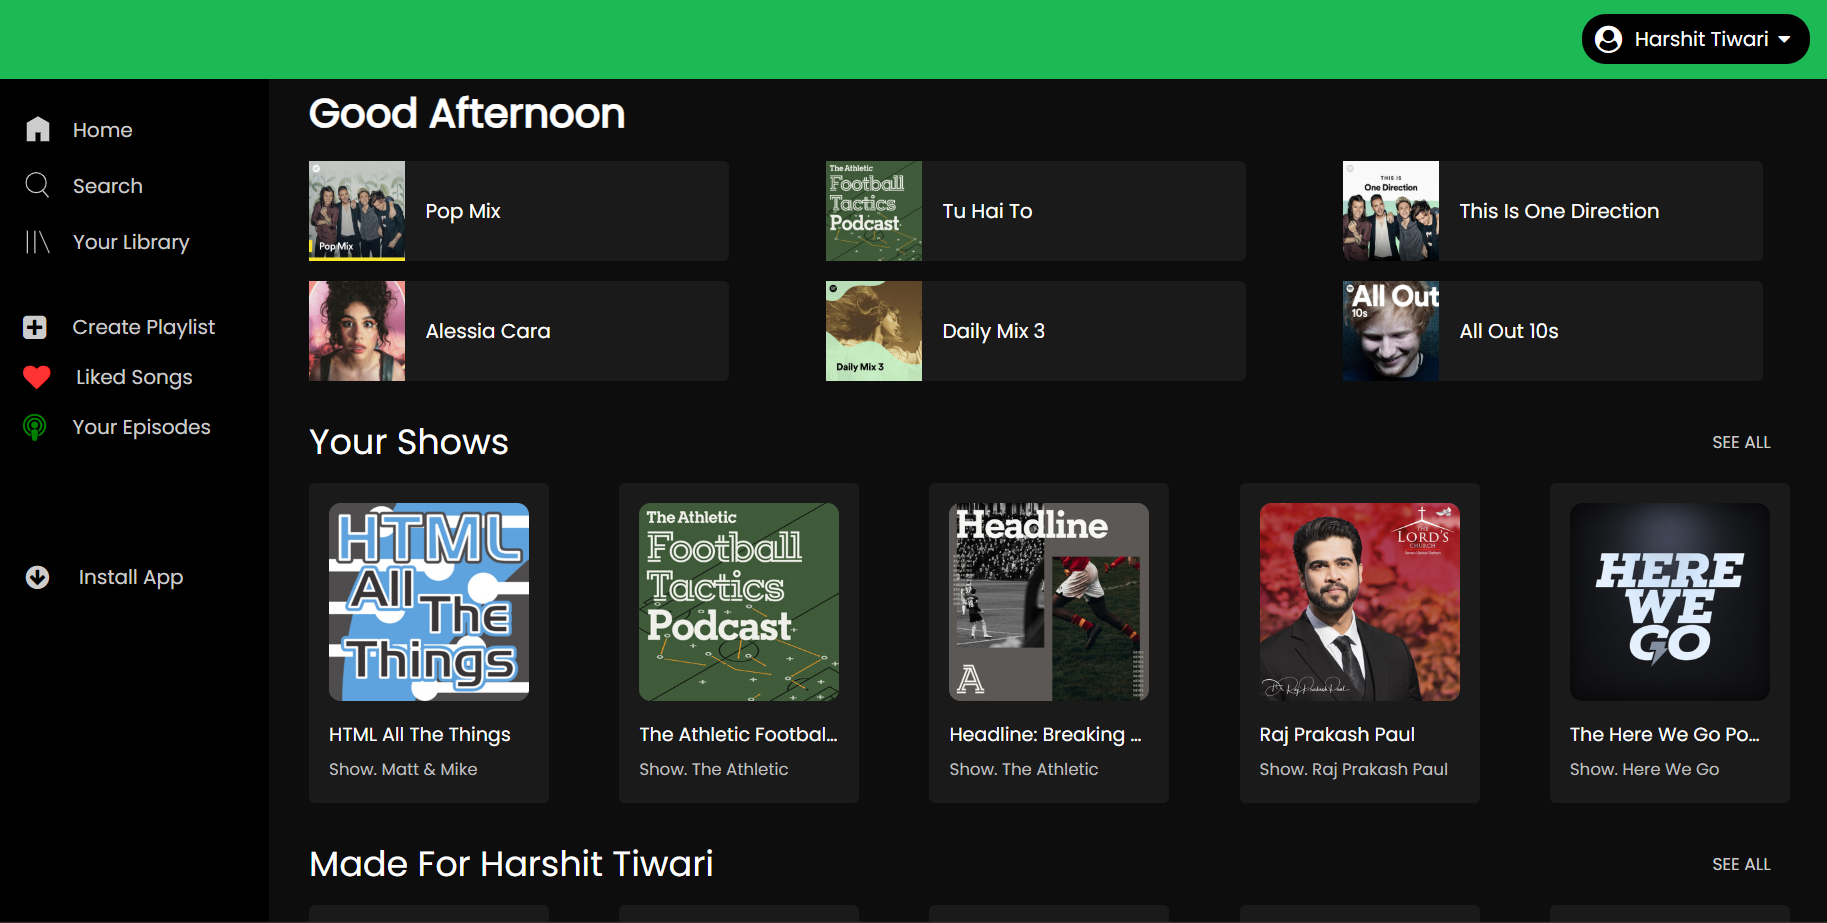 Harshit Tiwari
Home
Search
Your Library
Create Playlist
Liked Songs
Your Episodes
Install App
Good Afternoon
Pop Mix
Pop Mix
The Athletic
Football
Tactics
Podcast
Tu Hai To
THIS IS
One Direction
This Is One Direction
Alessia Cara
Daily Mix 3
Daily Mix 3
All Out
10s
All Out 10s
Your Shows
SEE ALL
HTML
All
The
Things
HTML All The Things
Show. Matt & Mike
The Athletic
Football
Tactics
Podcast
The Athletic Footbal...
Show. The Athletic
Headline
A
Headline: Breaking ...
Show. The Athletic
THE
LORD'S
CHURCH
Raj Prakash Paul
Raj Prakash Paul
Show. Raj Prakash Paul
HERE
WE
GO
The Here We Go Po...
Show. Here We Go
Made For Harshit Tiwari
SEE ALL